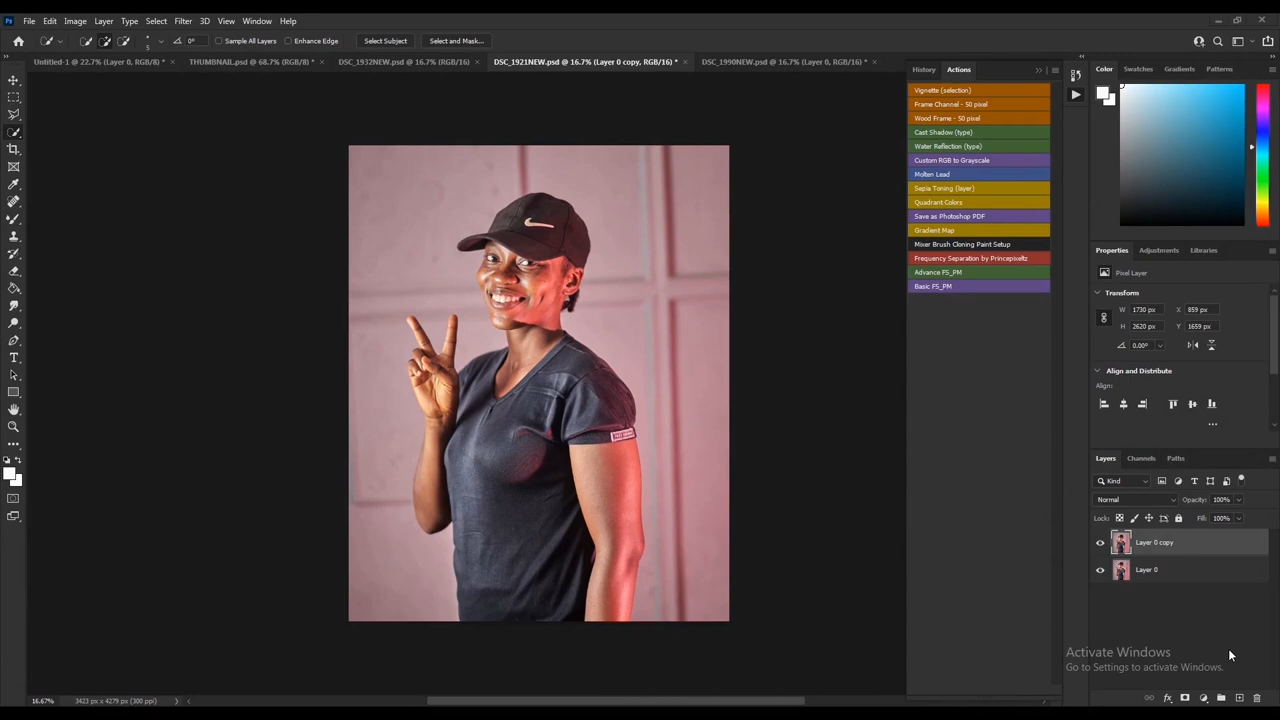 File Edit Image Layer Type Select Filter 3D View Window Help
5 0° Sample All Layers Enhance Edge Select Subject Select and Mask...
Untitled-1 @ 22.7% (Layer 0, RGB/8) * × THUMBNAIL.psd @ 68.7% (RGB/8) * × DSC_1932NEW.psd @ 16.7% (RGB/16) × DSC_1921NEW.psd @ 16.7% (Layer 0 copy, RGB/16) * × DSC_1990NEW.psd @ 16.7% (Layer 0, RGB/16) * ×
History Actions
Vignette (selection)
Frame Channel - 50 pixel
Wood Frame - 50 pixel
Cast Shadow (type)
Water Reflection (type)
Custom RGB to Grayscale
Molten Lead
Sepia Toning (layer)
Quadrant Colors
Save as Photoshop PDF
Gradient Map
Mixer Brush Cloning Paint Setup
Frequency Separation by Princepixeltz
Advance FS_PM
Basic FS_PM
Color Swatches Gradients Patterns
Properties Adjustments Libraries
Pixel Layer
Transform
W 1730 px X 859 px
H 2620 px Y 1659 px
0.00°
Align and Distribute
Align:
Layers Channels Paths
Kind
Normal Opacity: 100%
Lock: Fill: 100%
Layer 0 copy
Layer 0
Activate Windows
Go to Settings to activate Windows.
16.67% 3423 px x 4279 px (300 ppi)